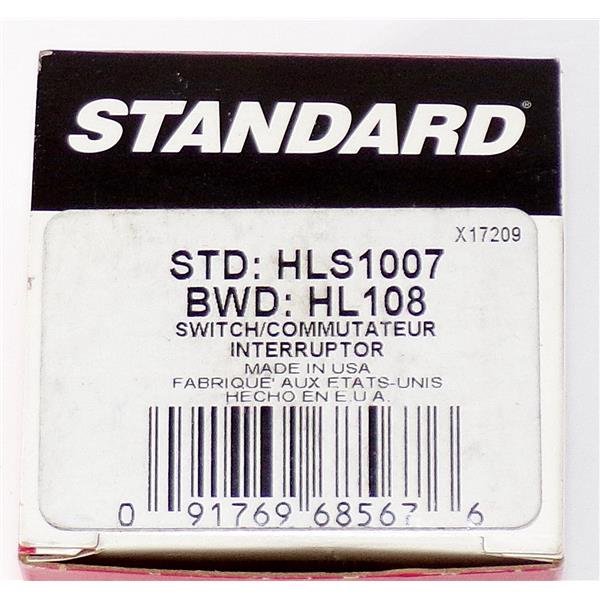 STANDARD®
X17209
STD: HLS1007
BWD: HL108
SWITCH/COMMUTATEUR
INTERRUPTOR
MADE IN USA
FABRIQUE' AUX ETATS-UNIS
HECHO EN E.U A.
0 91769 68567 6